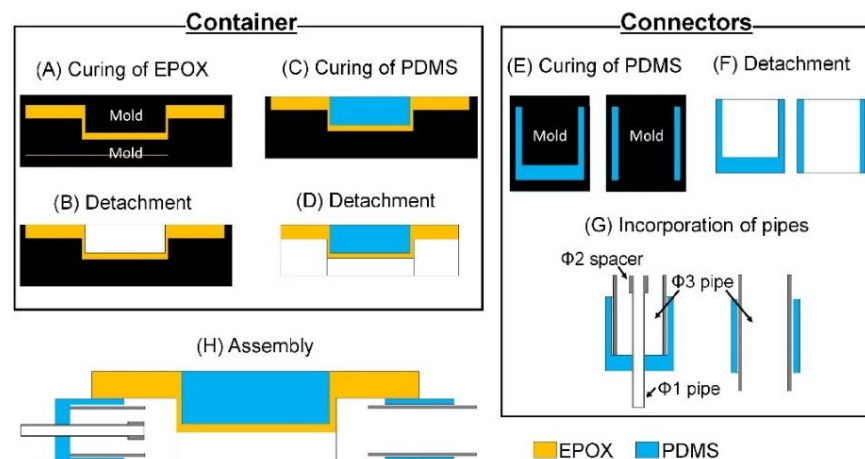 Container
(A) Curing of EPOX
Mold
Mold
(B) Detachment
(C) Curing of PDMS
(D) Detachment
Connectors
(E) Curing of PDMS
Mold
Mold
(F) Detachment
(G) Incorporation of pipes
Φ2 spacer
Φ3 pipe
Φ1 pipe
(H) Assembly
EPOX
PDMS